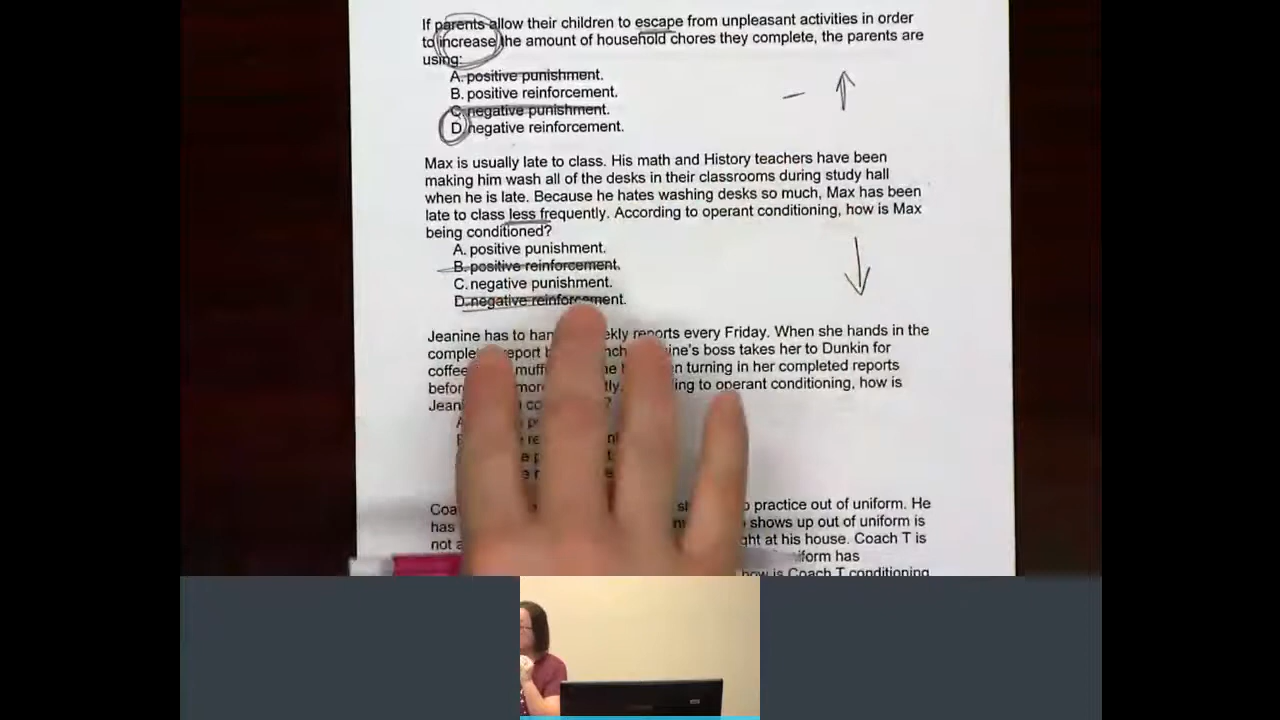 If parents allow their children to escape from unpleasant activities in order
to increase the amount of household chores they complete, the parents are
using:
A. positive punishment.
B. positive reinforcement.
C. negative punishment.
D. negative reinforcement.
Max is usually late to class. His math and History teachers have been
making him wash all of the desks in their classrooms during study hall
when he is late. Because he hates washing desks so much, Max has been
late to class less frequently. According to operant conditioning, how is Max
being conditioned?
A. positive punishment.
B. positive reinforcement.
C. negative punishment.
D. negative reinforcement.
Jeanine has to reports every Friday. When she hands in the
report boss takes her to Dunkin for
turning in her completed reports
to operant conditioning, how is
practice out of uniform. He
has shows up out of uniform is
not at his house. Coach T is
has
how is Coach T conditioning